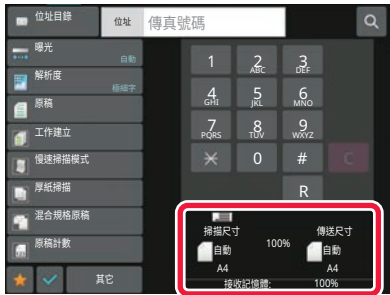 位址目錄
位址
傳真號碼
曝光
自動
解析度
極細字
原稿
工作建立
慢速掃描模式
厚紙掃描
混合規格原稿
原稿計數
其它
1
2 ABC
3 DEF
4 GHI
5 JKL
6 MNO
7 PQRS
8 TUV
9 WXYZ
0
#
C
R
掃描尺寸
傳送尺寸
自動
100%
自動
A4
A4
接收記憶體:
100%